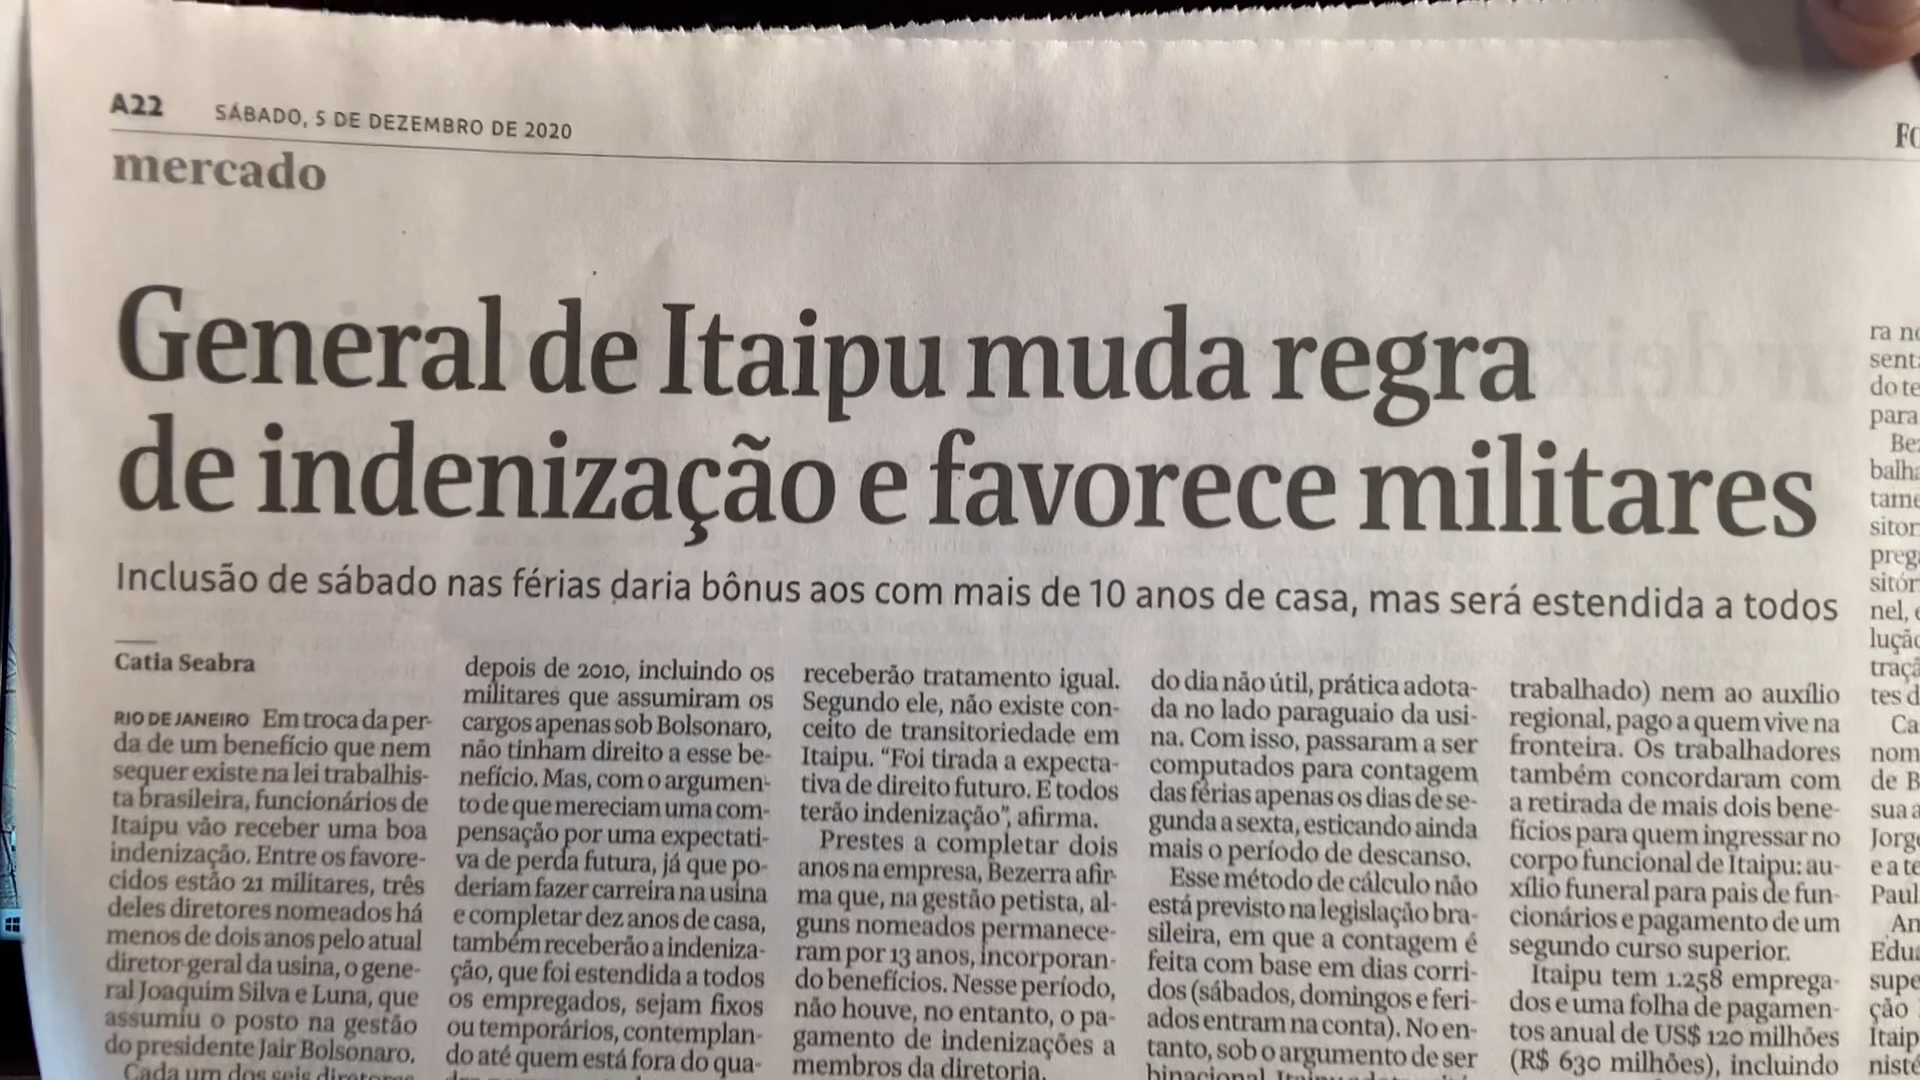 A22 SÁBADO, 5 DE DEZEMBRO DE 2020
mercado
General de Itaipu muda regra
de indenização e favorece militares
Inclusão de sábado nas férias daria bônus aos com mais de 10 anos de casa, mas será estendida a todos
Catia Seabra
RIO DE JANEIRO Em troca da per-
da de um benefício que nem
sequer existe na lei trabalhis-
ta brasileira, funcionários de
Itaipu vão receber uma boa
indenização. Entre os favore-
cidos estão 21 militares, três
deles diretores nomeados há
menos de dois anos pelo atual
diretor-geral da usina, o gene-
ral Joaquim Silva e Luna, que
assumiu o posto na gestão
do presidente Jair Bolsonaro.
Cada um dos seis diretores
depois de 2010, incluindo os
militares que assumiram os
cargos apenas sob Bolsonaro,
não tinham direito a esse be-
nefício. Mas, com o argumen-
to de que mereciam uma com-
pensação por uma expectati-
va de perda futura, já que po-
deriam fazer carreira na usina
e completar dez anos de casa,
também receberão a indeniza-
ção, que foi estendida a todos
os empregados, sejam fixos
ou temporários, contemplan-
do até quem está fora do qua-
receberão tratamento igual.
Segundo ele, não existe con-
ceito de transitoriedade em
Itaipu. “Foi tirada a expecta-
tiva de direito futuro. E todos
terão indenização”, afirma.
Prestes a completar dois
anos na empresa, Bezerra afir-
ma que, na gestão petista, al-
guns nomeados permanece-
ram por 13 anos, incorporan-
do benefícios. Nesse período,
não houve, no entanto, o pa-
gamento de indenizações a
membros da diretoria.
do dia não útil, prática adota-
da no lado paraguaio da usi-
na. Com isso, passaram a ser
computados para contagem
das férias apenas os dias de se-
gunda a sexta, esticando ainda
mais o período de descanso.
Esse método de cálculo não
está previsto na legislação bra-
sileira, em que a contagem é
feita com base em dias corri-
dos (sábados, domingos e feri-
ados entram na conta). No en-
tanto, sob o argumento de ser
binacional, Itaipu
trabalhado) nem ao auxílio
regional, pago a quem vive na
fronteira. Os trabalhadores
também concordaram com
a retirada de mais dois bene-
fícios para quem ingressar no
corpo funcional de Itaipu: au-
xílio funeral para pais de fun-
cionários e pagamento de um
segundo curso superior.
Itaipu tem 1.258 emprega-
dos e uma folha de pagamen-
tos anual de US$ 120 milhões
(R$ 630 milhões), incluindo